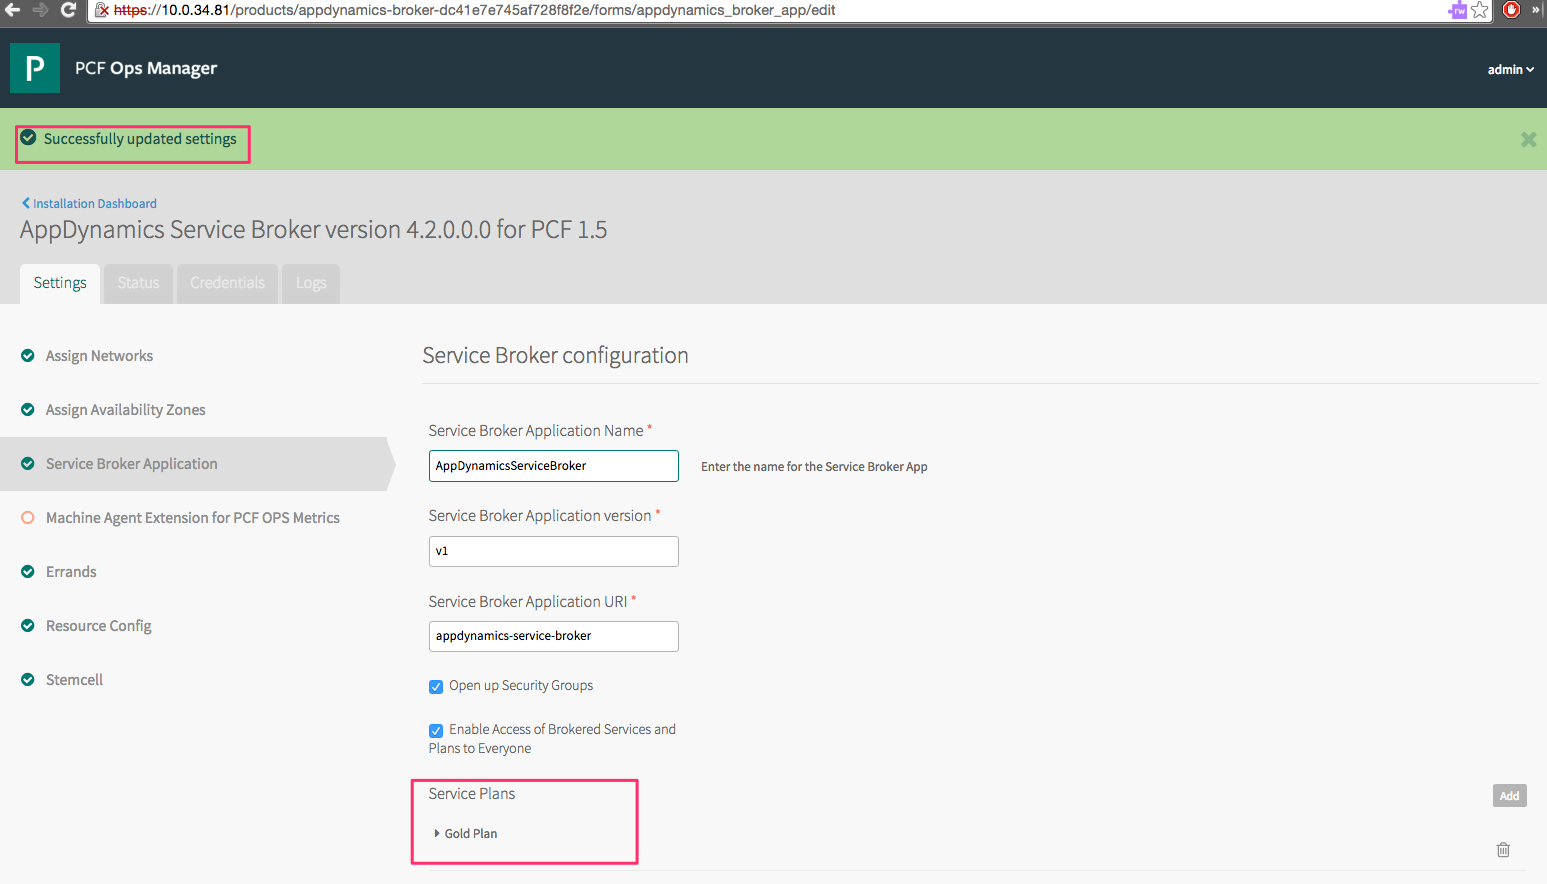 https://10.0.34.81/products/appdynamics-broker-dc41e7e745af728f8f2e/forms/appdynamics_broker_app/edit
rw
»
P
PCF Ops Manager
admin
Successfully updated settings
Installation Dashboard
AppDynamics Service Broker version 4.2.0.0.0 for PCF 1.5
Settings
Status
Credentials
Logs
Assign Networks
Assign Availability Zones
Service Broker Application
Machine Agent Extension for PCF OPS Metrics
Errands
Resource Config
Stemcell
Service Broker configuration
Service Broker Application Name *
AppDynamicsServiceBroker
Enter the name for the Service Broker App
Service Broker Application version *
v1
Service Broker Application URI *
appdynamics-service-broker
Open up Security Groups
Enable Access of Brokered Services and
Plans to Everyone
Service Plans
Add
Gold Plan